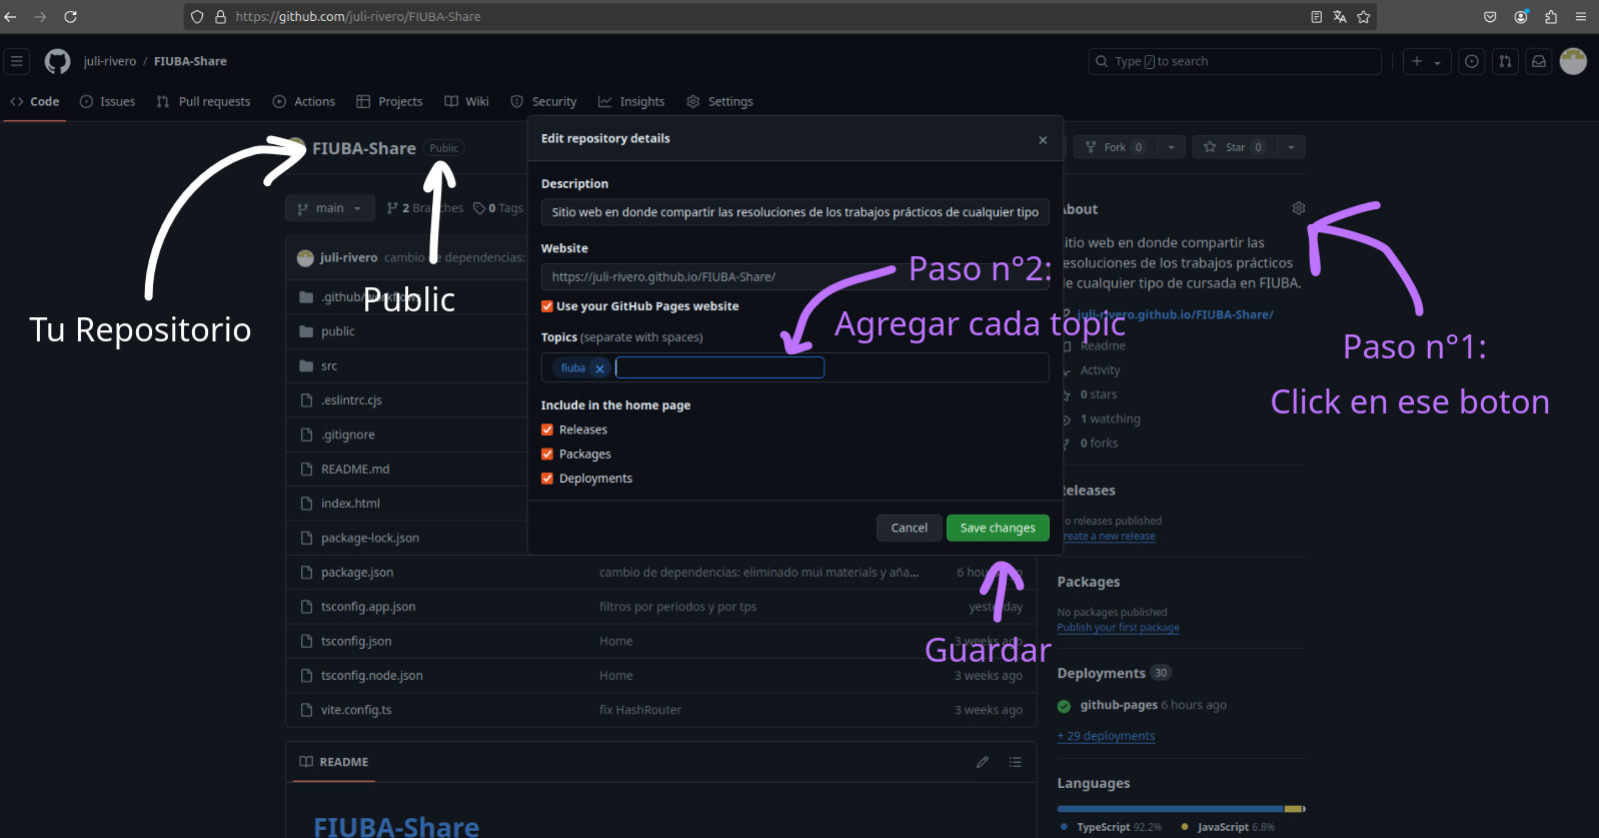 https://github.com/juli-rivero/FIUBA-Share
juli-rivero / FIUBA-Share
Type / to search
Code Issues Pull requests Actions Projects Wiki Security Insights Settings
FIUBA-Share Public
Fork 0
Star 0
main
2 Branches
0 Tags
juli-rivero cambio de dependencias:
.github/workflow
public
src
.eslintrc.cjs
.gitignore
README.md
index.html
package-lock.json
package.json cambio de dependencias: eliminado mui materials y aña... 6 hours ago
tsconfig.app.json filtros por periodos y por tps yesterday
tsconfig.json Home 3 weeks ago
tsconfig.node.json Home 3 weeks ago
vite.config.ts fix HashRouter 3 weeks ago
README
FIUBA-Share
Tu Repositorio
Public
Edit repository details
Description
Sitio web en donde compartir las resoluciones de los trabajos prácticos de cualquier tipo
Website
https://juli-rivero.github.io/FIUBA-Share/
Use your GitHub Pages website
Topics (separate with spaces)
fiuba
Include in the home page
Releases
Packages
Deployments
Cancel
Save changes
Paso n°2:
Agregar cada topic
Guardar
About
itio web en donde compartir las
esoluciones de los trabajos prácticos
e cualquier tipo de cursada en FIUBA.
juli-rivero.github.io/FIUBA-Share/
Readme
Activity
0 stars
1 watching
0 forks
Paso n°1:
Click en ese boton
eleases
o releases published
reate a new release
Packages
No packages published
Publish your first package
Deployments 30
github-pages 6 hours ago
+ 29 deployments
Languages
TypeScript 92.2%
JavaScript 6.8%